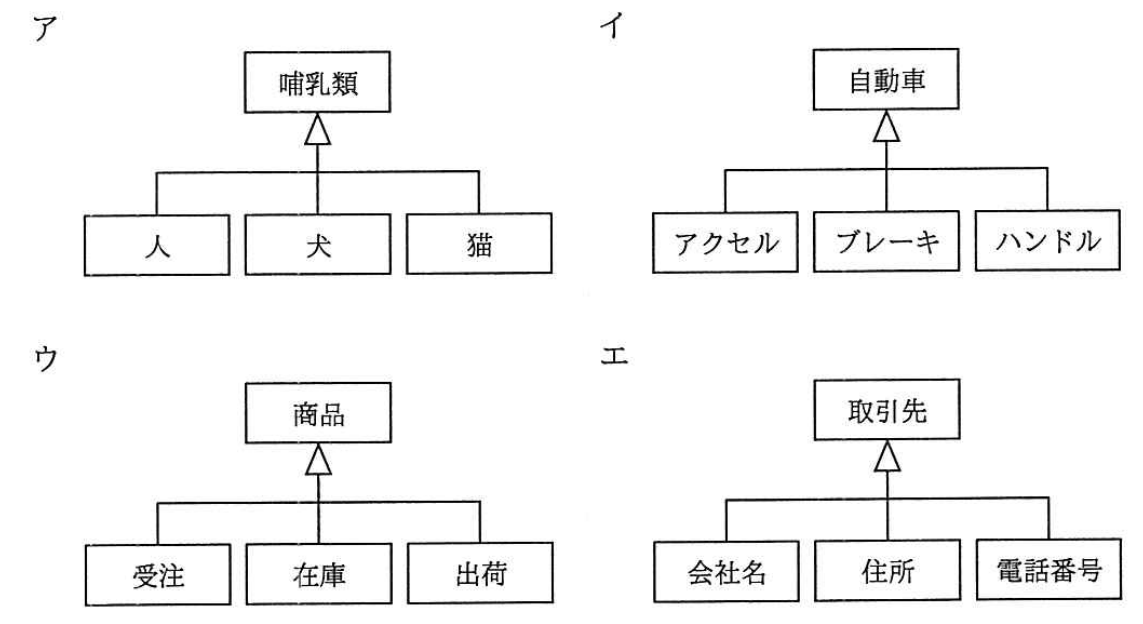 ア
哺乳類
人 犬 猫
イ
自動車
アクセル ブレーキ ハンドル
ウ
商品
受注 在庫 出荷
エ
取引先
会社名 住所 電話番号